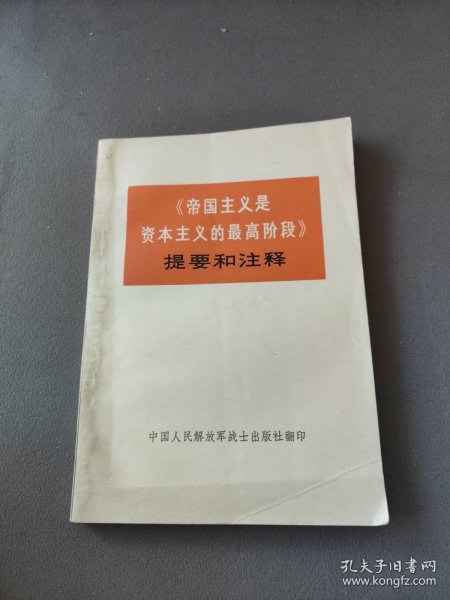 《帝国主义是
资本主义的最高阶段》
提要和注释
中国人民解放军战士出版社翻印
孔夫子旧书网
www.kongfz.com